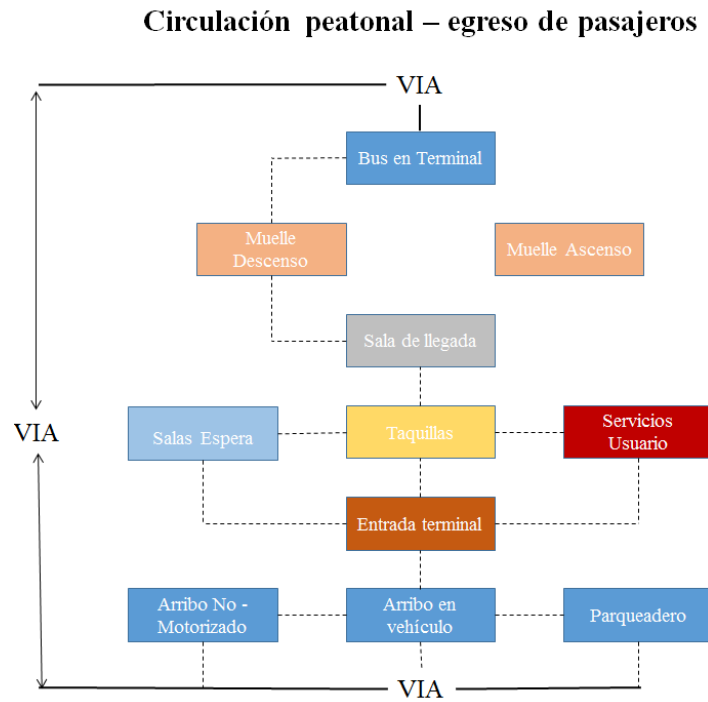 Circulación peatonal – egreso de pasajeros
VIA
Bus en Terminal
Muelle
Descenso
Muelle Ascenso
Sala de llegada
Salas Espera
Taquillas
Servicios
Usuario
VIA
Entrada terminal
Arribo No -
Motorizado
Arribo en
vehículo
Parqueadero
VIA